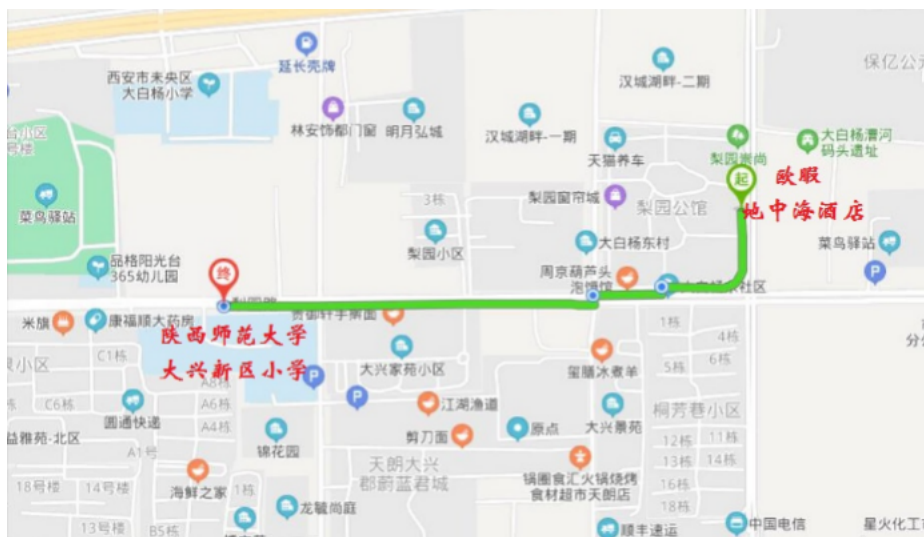 延长壳牌
西安市未央区
大白杨小学
林安饰都门窗
明月弘城
汉城湖畔-一期
汉城湖畔-二期
保亿公元
天猫养车
梨园崇尚
大白杨漕河
码头遗址
号楼
菜鸟驿站
3栋
梨园小区
梨园窗帘城
梨园公馆
起
欧暇
地中海酒店
大白杨东村
菜鸟驿站
品格阳光台
365幼儿园
终
周京葫芦头
泡馍馆
P
米旗
康福顺大药房
陕西师范大学
大兴新区小学
1栋
4栋
5栋
6栋
C1栋
大兴家苑小区
玺膳冰煮羊
P
P
C6栋
A6栋
A4栋
圆通快递
江湖渔道
桐芳巷小区
大兴景苑
益雅苑-北区
A1号
锦花园
剪刀面
原点
12栋
11栋
13栋
14栋
天朗大兴
郡蔚蓝君城
锅圈食汇火锅烧烤
食材超市天朗店
16栋
18栋
18号楼
14号楼
海鲜之家
1栋
龙毓尚庭
13号楼
B5栋
顺丰速运
中国电信
星火化工